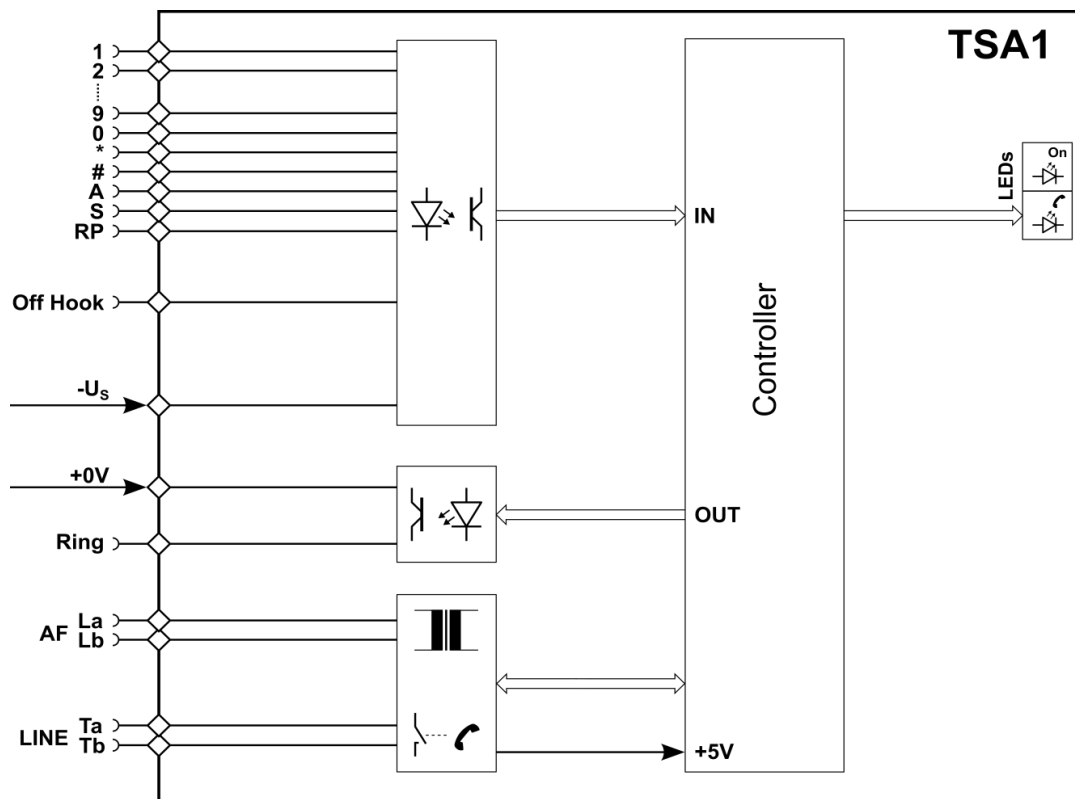 TSA1
1
2
9
0
*
#
A
S
RP
Off Hook
-Us
+0V
Ring
AF La
Lb
LINE Ta
Tb
IN
OUT
+5V
Controller
LEDs
On